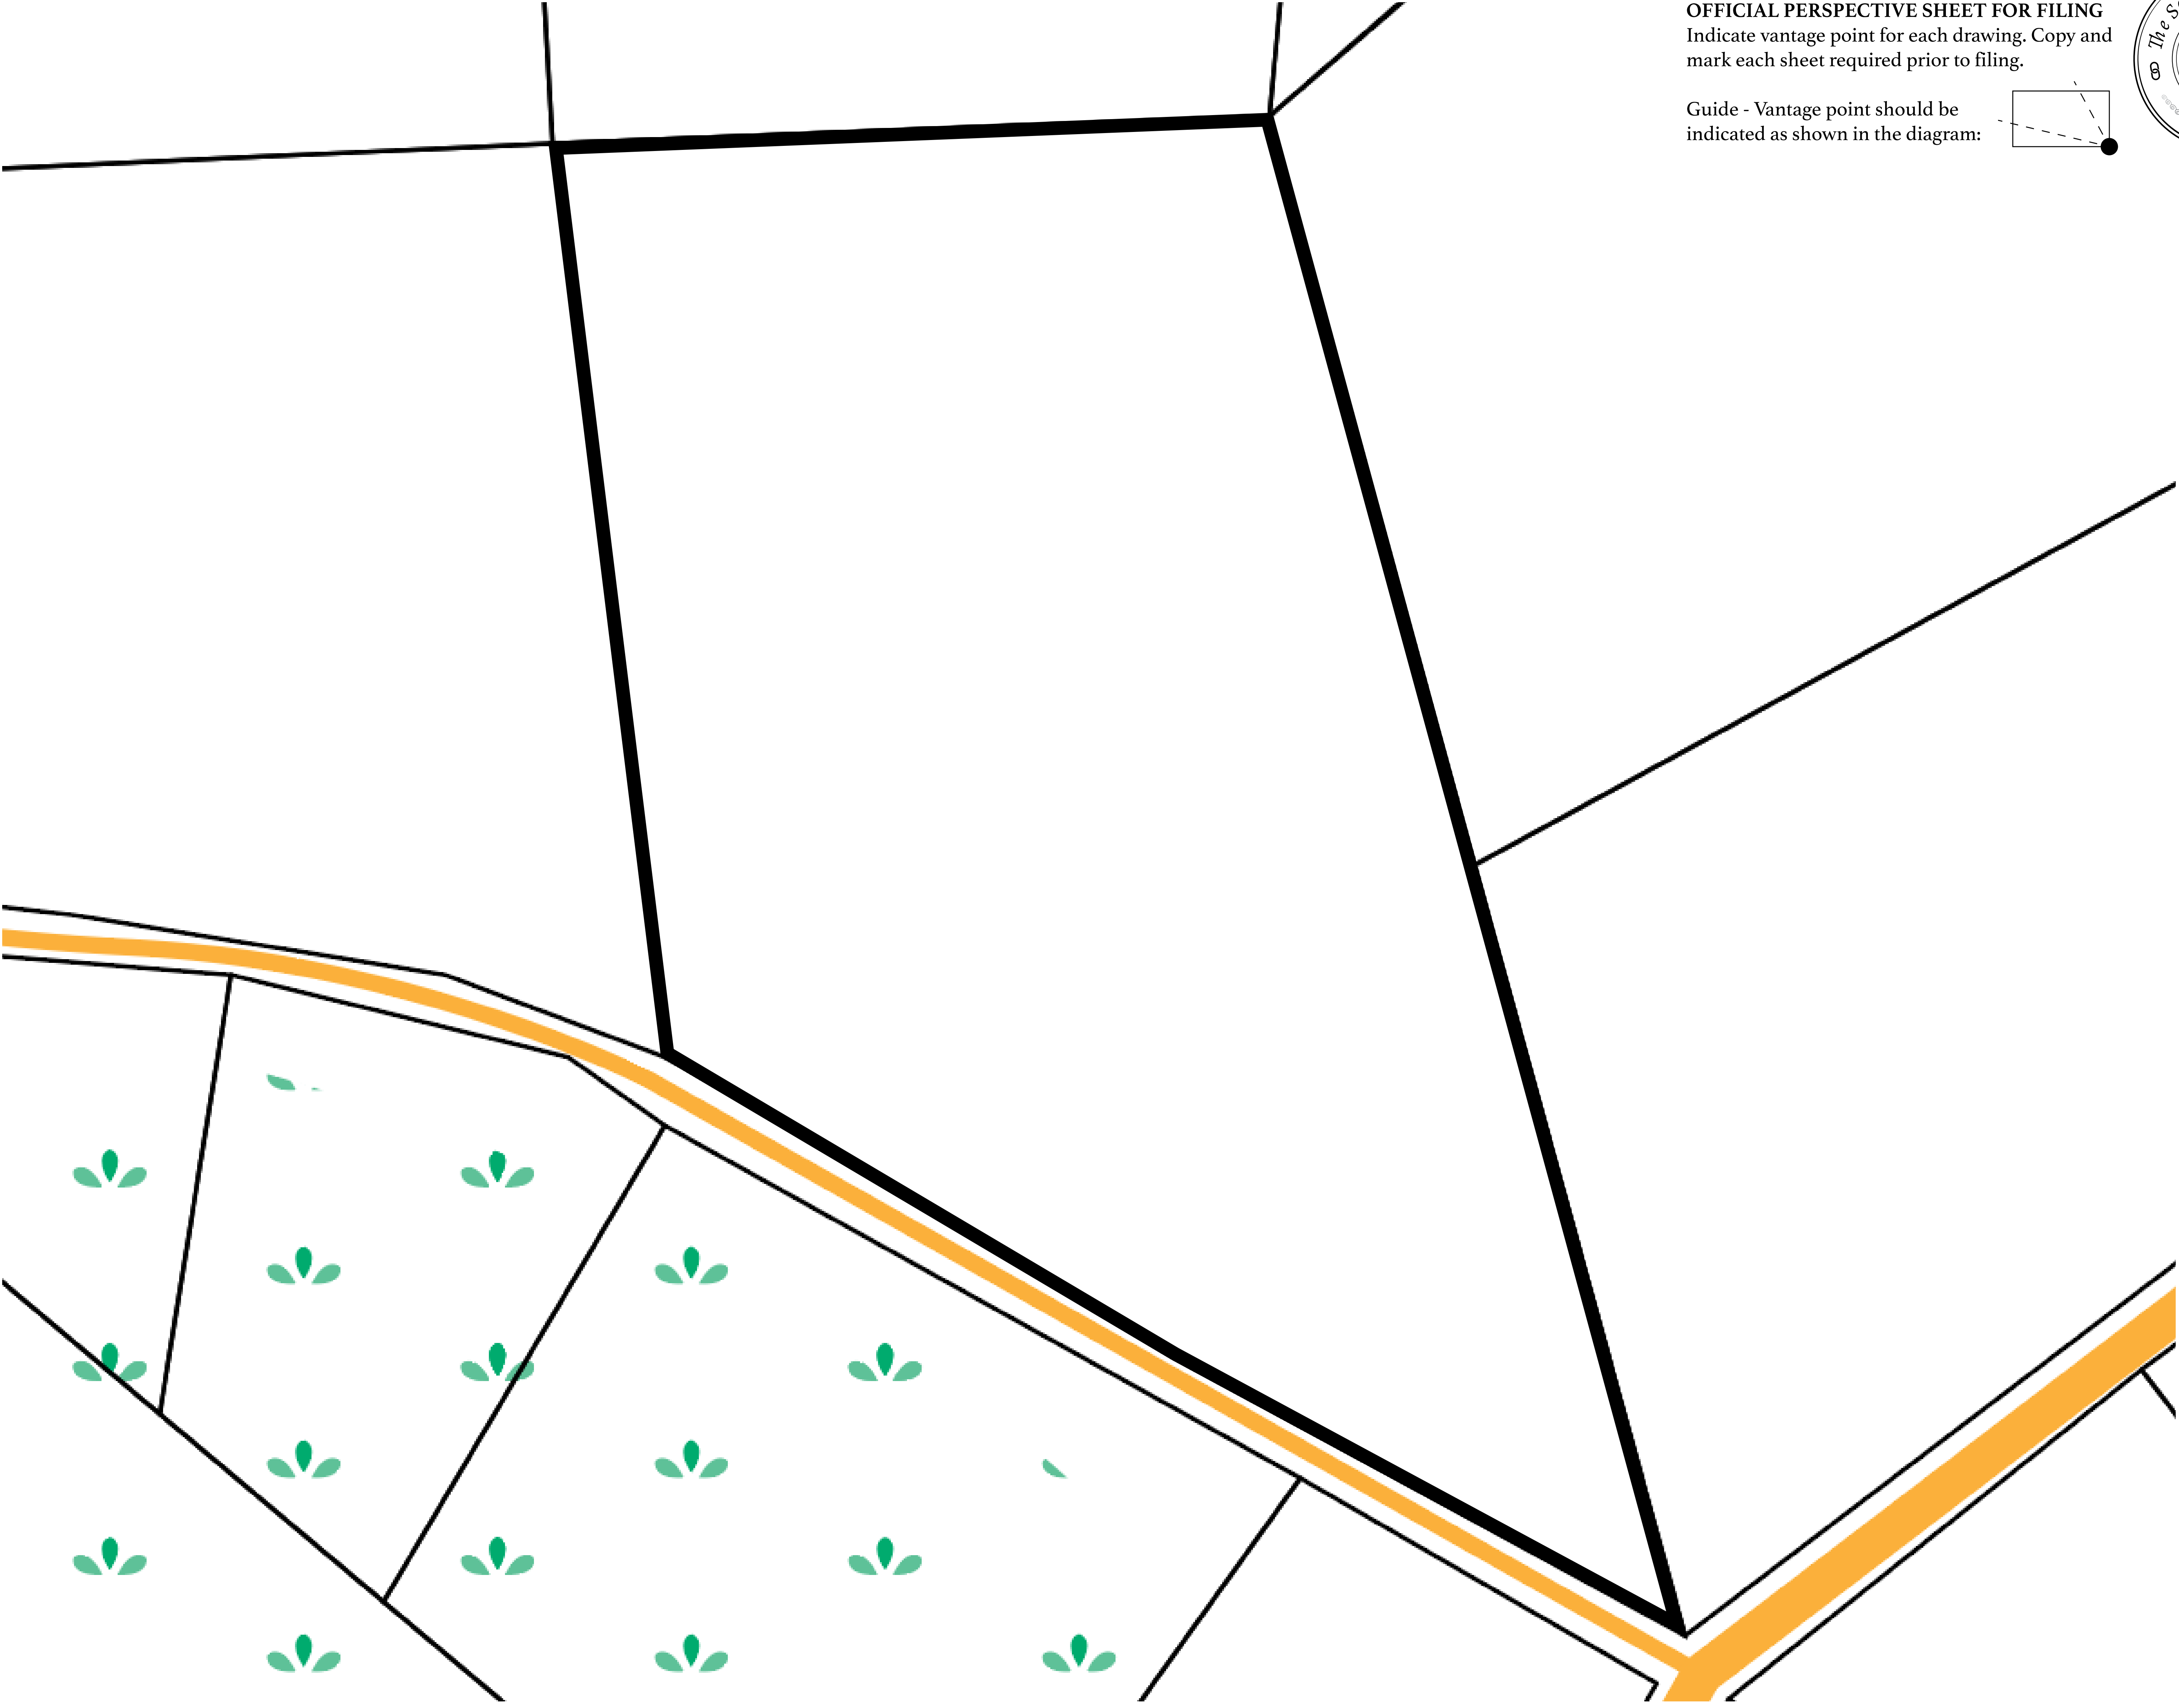 OFFICIAL PERSPECTIVE SHEET FOR FILING
Indicate vantage point for each drawing. Copy and
mark each sheet required prior to filing.
Guide - Vantage point should be
indicated as shown in the diagram:
The